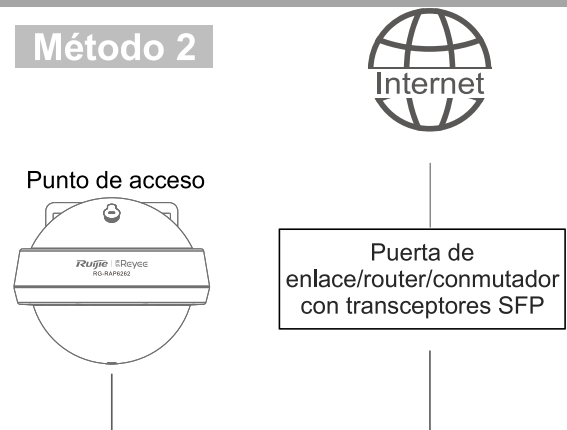 Método 2
Internet
Punto de acceso
Ruijie Reyee
RG-RAP6262
Puerta de
enlace/router/conmutador
con transceptores SFP